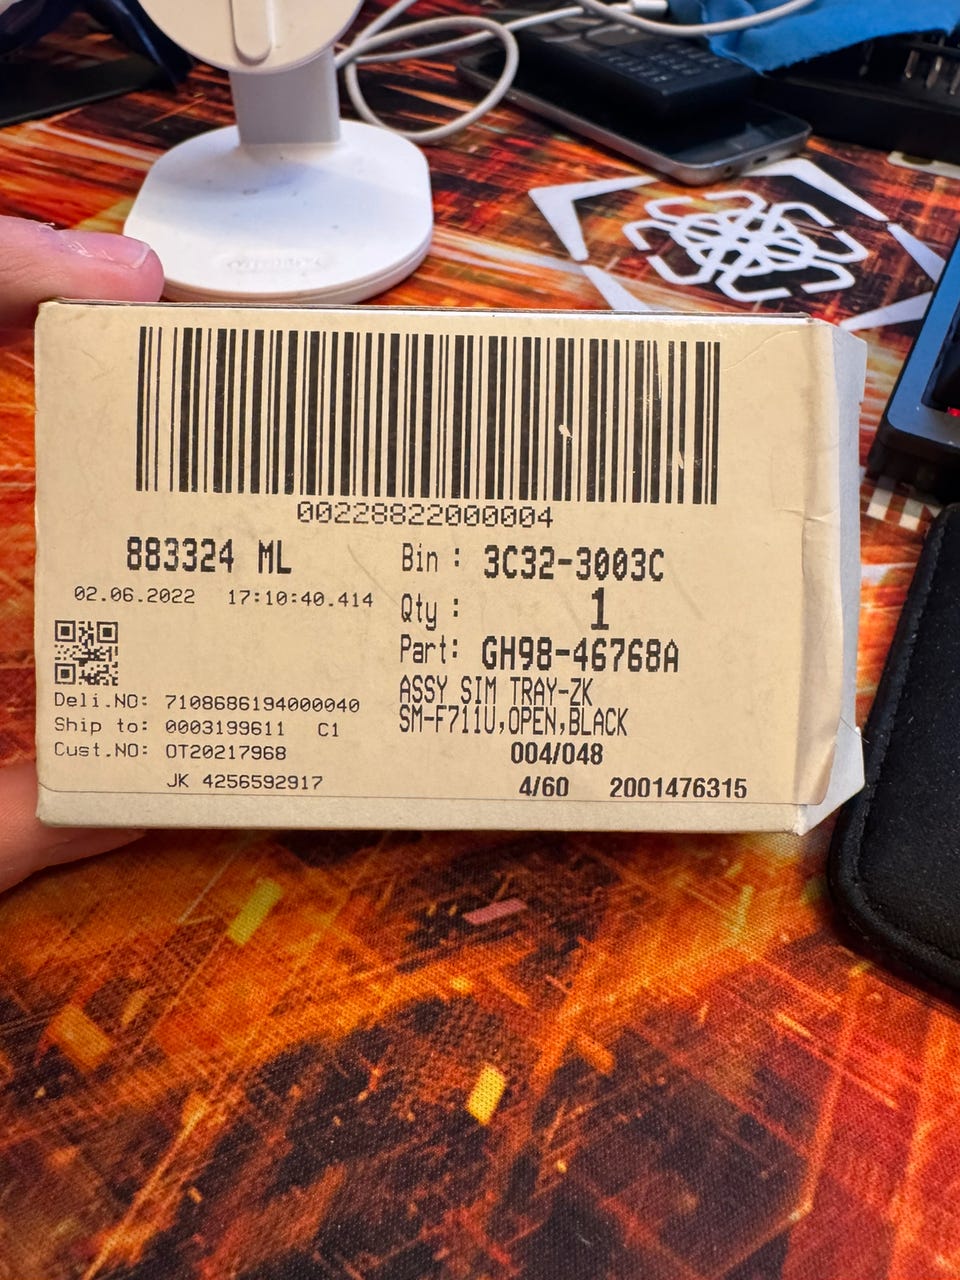 00228822000004
883324 ML
02.06.2022 17:10:40.414
Bin : 3C32-3003C
Qty : 1
Part: GH98-46768A
ASSY SIM TRAY-ZK
SM-F711U,OPEN,BLACK
004/048
4/60 2001476315
Deli.NO: 7108686194000040
Ship to: 0003199611 C1
Cust.NO: OT20217968
JK 4256592917